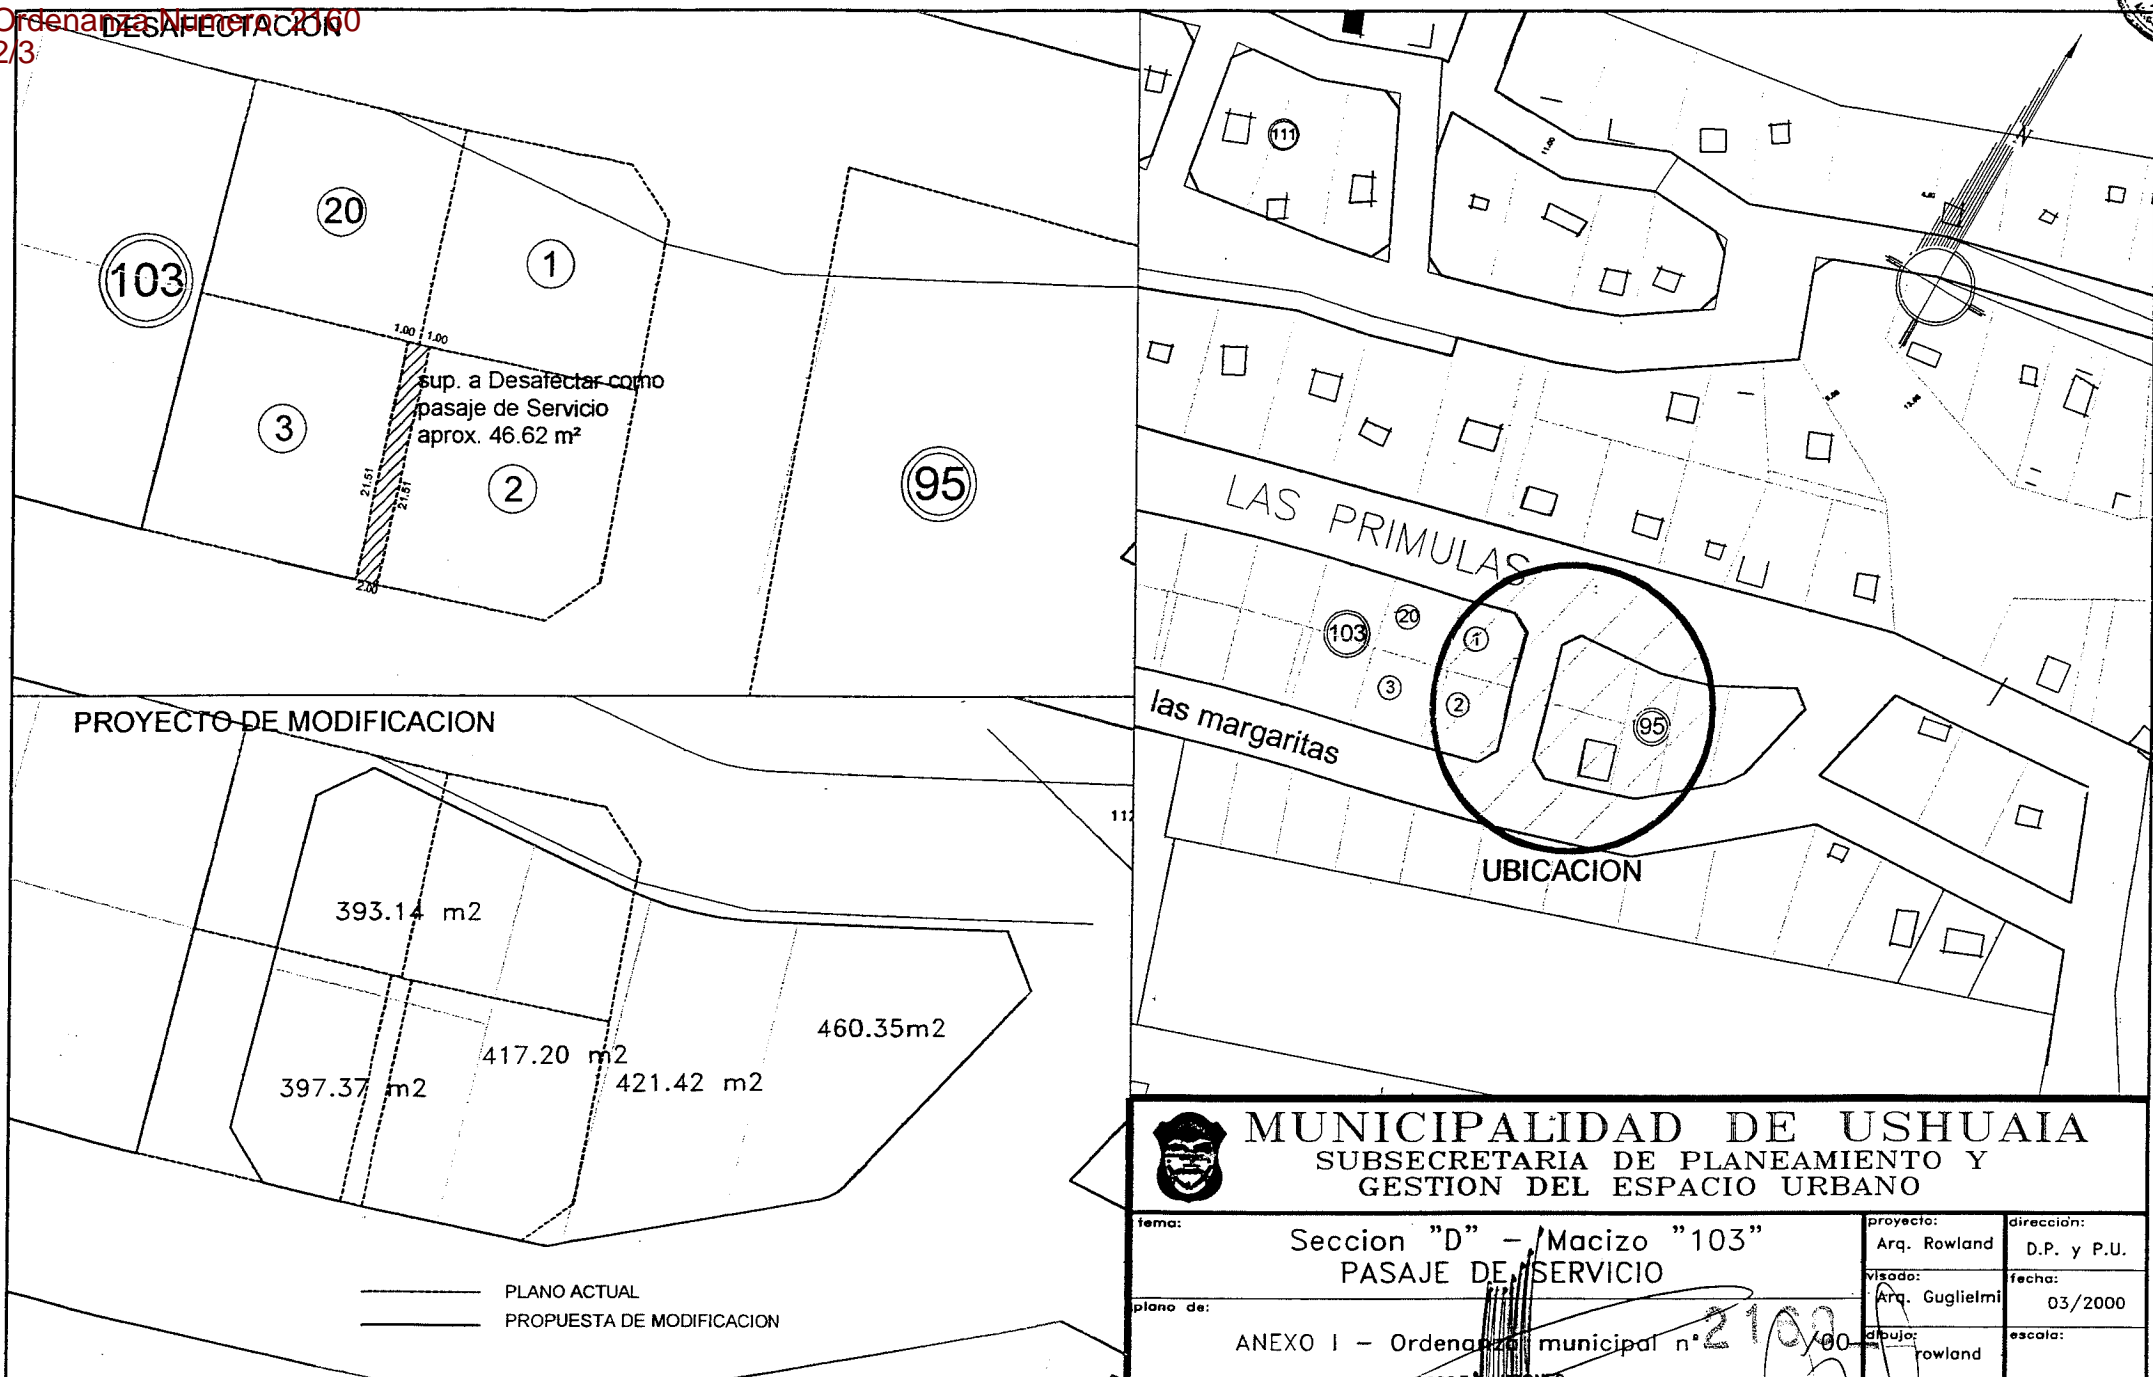 Ordenanza Numero: 2160
2/3
DESAFECTACION
20
1
103
1.00
1.00
sup. a Desafectar como
pasaje de Servicio
aprox. 46.62 m²
3
2
21.51
21.51
2.00
95
111
11.00
N
LAS PRIMULAS
103
20
1
3
2
95
las margaritas
UBICACION
PROYECTO DE MODIFICACION
393.14 m2
460.35m2
417.20 m2
421.42 m2
397.37 m2
PLANO ACTUAL
PROPUESTA DE MODIFICACION
MUNICIPALIDAD DE USHUAIA
SUBSECRETARIA DE PLANEAMIENTO Y
GESTION DEL ESPACIO URBANO
tema:
Seccion "D" - Macizo "103"
PASAJE DE SERVICIO
plano de:
ANEXO I - Ordenanza municipal n° 2160 /00
proyecto:
Arq. Rowland
dirección:
D.P. y P.U.
visado:
Arq. Guglielmi
fecha:
03/2000
dibujo:
rowland
escala: